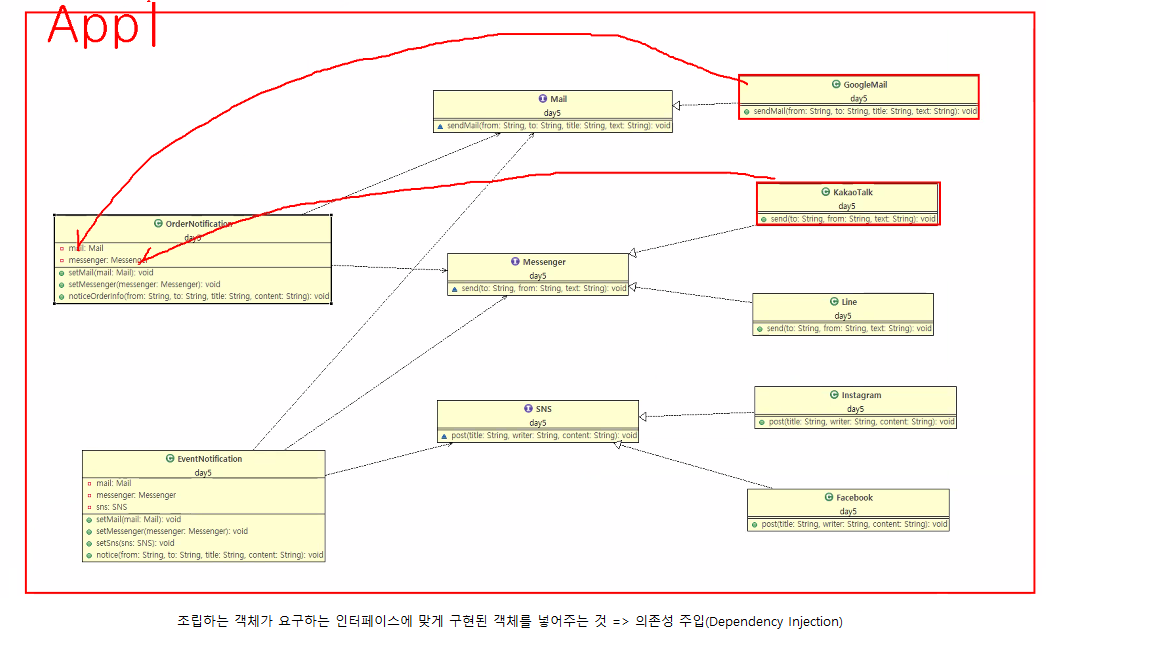 App1
Mail
day5
sendMail(from: String, to: String, title: String, text: String): void
GoogleMail
day5
sendMail(from: String, to: String, title: String, text: String): void
KakaoTalk
day5
send(to: String, from: String, text: String): void
OrderNotification
day5
mail: Mail
messenger: Messenger
setMail(mail: Mail): void
setMessenger(messenger: Messenger): void
noticeOrderInfo(from: String, to: String, title: String, content: String): void
Messenger
day5
send(to: String, from: String, text: String): void
Line
day5
send(to: String, from: String, text: String): void
SNS
day5
post(title: String, writer: String, content: String): void
Instagram
day5
post(title: String, writer: String, content: String): void
EventNotification
day5
mail: Mail
messenger: Messenger
sns: SNS
setMail(mail: Mail): void
setMessenger(messenger: Messenger): void
setSns(sns: SNS): void
notice(from: String, to: String, title: String, content: String): void
Facebook
day5
post(title: String, writer: String, content: String): void
조립하는 객체가 요구하는 인터페이스에 맞게 구현된 객체를 넣어주는 것 => 의존성 주입(Dependency Injection)